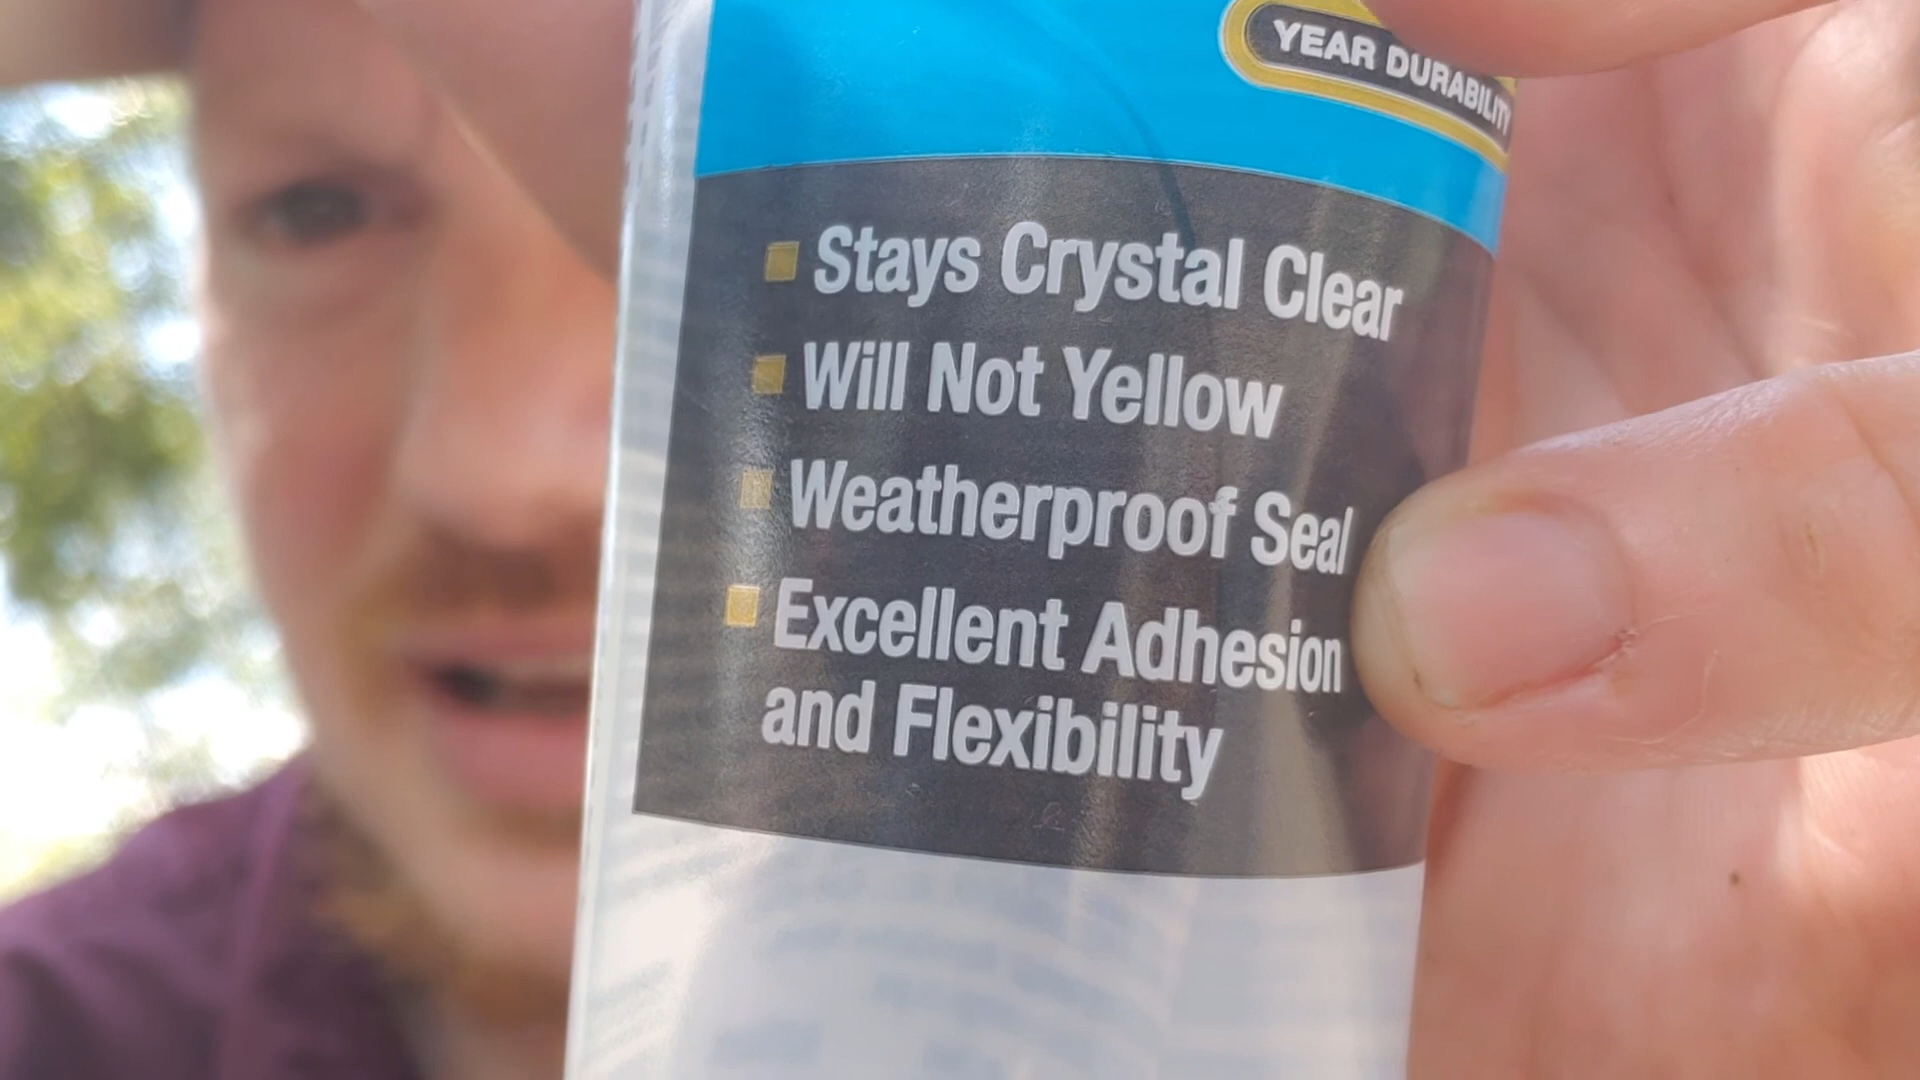 YEAR DURABILITY
Stays Crystal Clear
Will Not Yellow
Weatherproof Seal
Excellent Adhesion
and Flexibility